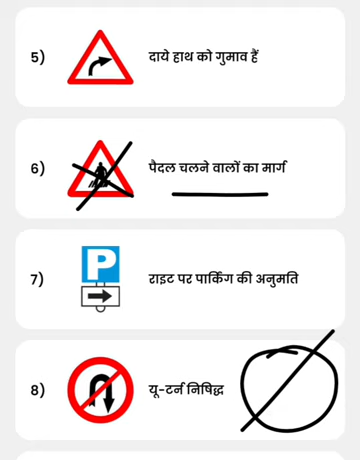 5) दाये हाथ को गुमाव हैं
6) पैदल चलने वालों का मार्ग
P
7) राइट पर पार्किंग की अनुमति
8) यू-टर्न निषिद्ध